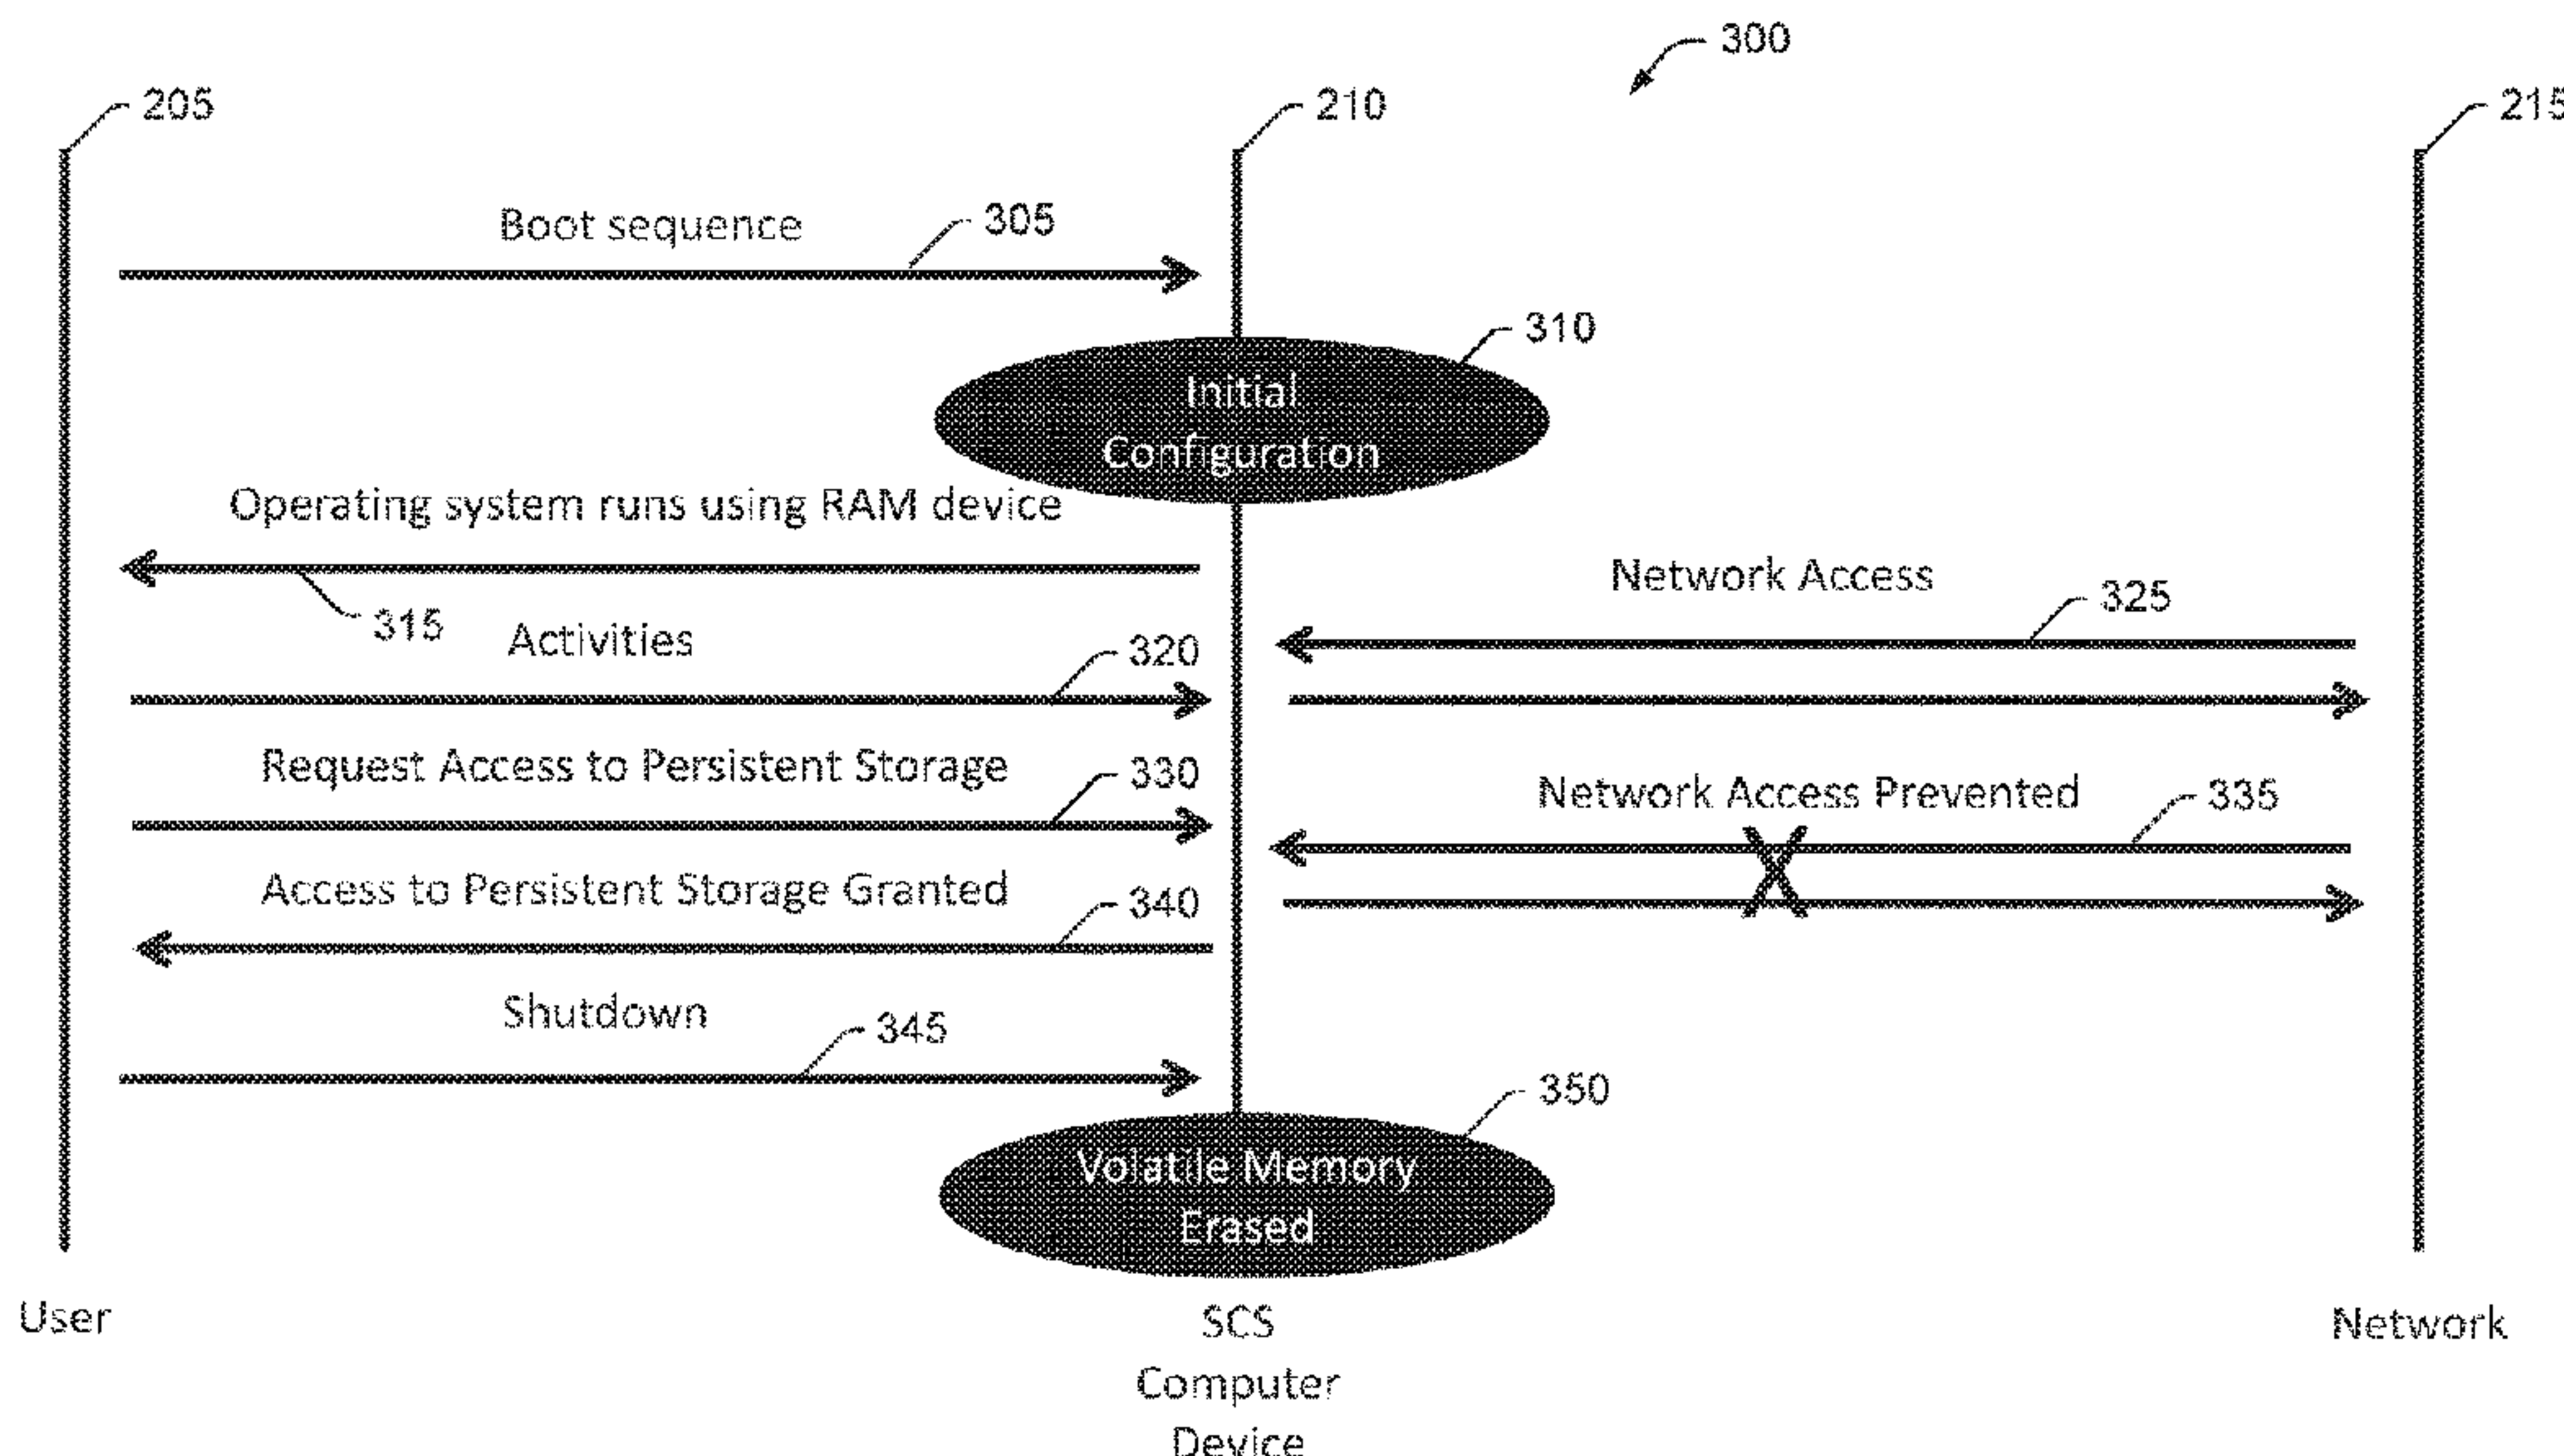 300
205
210
215
Boot sequence
305
310
Initial
Configuration
Operating system runs using RAM device
315
Network Access
325
Activities
320
Request Access to Persistent Storage
330
Network Access Prevented
335
Access to Persistent Storage Granted
340
Shutdown
345
350
Volatile Memory
Erased
User
SCS
Computer
Device
Network